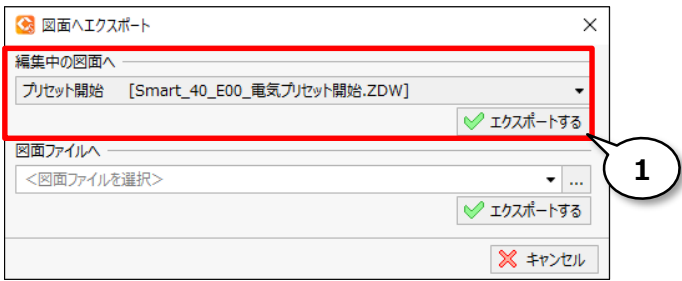 図面へエクスポート
編集中の図面へ
プリセット開始 [Smart_40_E00_電気プリセット開始.ZDW]
エクスポートする
1
図面ファイルへ
<図面ファイルを選択>
...
エクスポートする
キャンセル